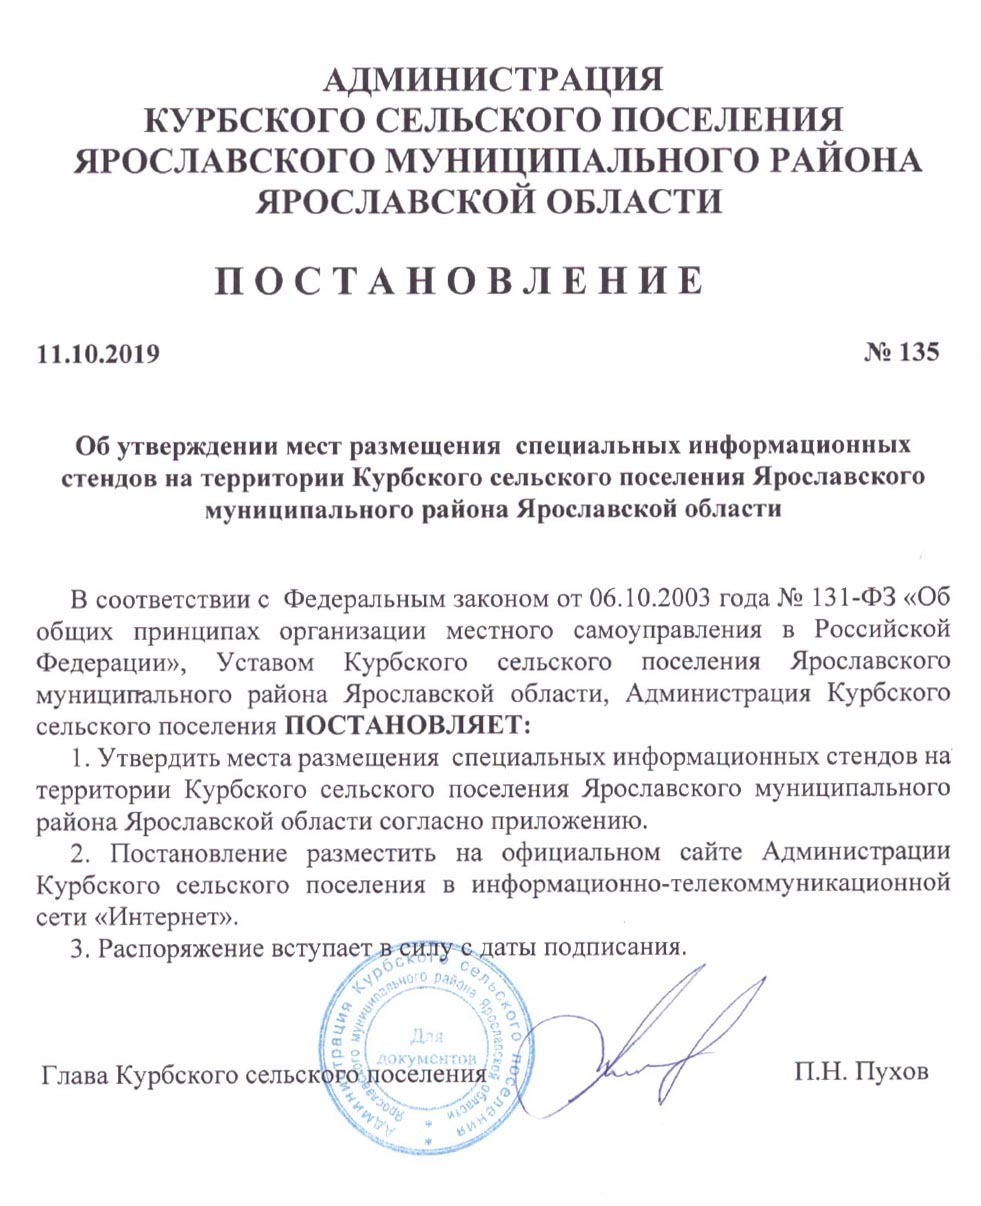 АДМИНИСТРАЦИЯ
КУРБСКОГО СЕЛЬСКОГО ПОСЕЛЕНИЯ
ЯРОСЛАВСКОГО МУНИЦИПАЛЬНОГО РАЙОНА
ЯРОСЛАВСКОЙ ОБЛАСТИ
П О С Т А Н О В Л Е Н И Е
11.10.2019 № 135
Об утверждении мест размещения специальных информационных
стендов на территории Курбского сельского поселения Ярославского
муниципального района Ярославской области
В соответствии с Федеральным законом от 06.10.2003 года № 131-ФЗ «Об
общих принципах организации местного самоуправления в Российской
Федерации», Уставом Курбского сельского поселения Ярославского
муниципального района Ярославской области, Администрация Курбского
сельского поселения ПОСТАНОВЛЯЕТ:
1. Утвердить места размещения специальных информационных стендов на
территории Курбского сельского поселения Ярославского муниципального
района Ярославской области согласно приложению.
2. Постановление разместить на официальном сайте Администрации
Курбского сельского поселения в информационно-телекоммуникационной
сети «Интернет».
3. Распоряжение вступает в силу с даты подписания.
Администрация Курбского сельского поселения
Ярославского муниципального района Ярославской области
Для
документов
Глава Курбского сельского поселения П.Н. Пухов